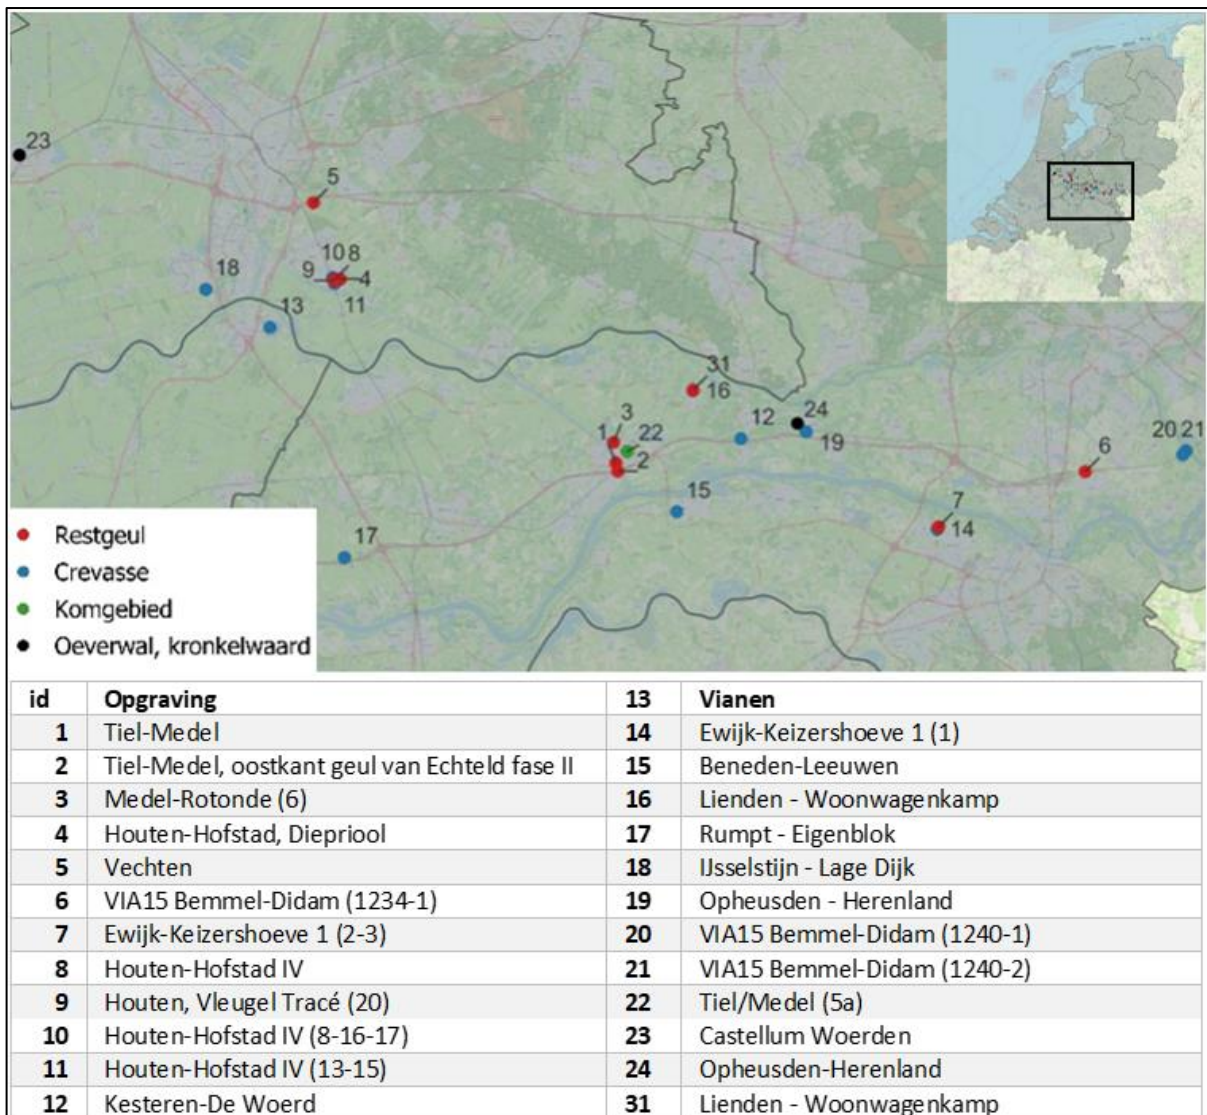 23
5
10 8
9
4
11
18
13
31
16
3
12
24
1
22
19
2
6
20 21
15
7
14
17
Restgeul
Crevasse
Komgebied
Oeverwal, kronkelwaard
id Opgraving 13 Vianen
1 Tiel-Medel 14 Ewijk-Keizershoeve 1 (1)
2 Tiel-Medel, oostkant geul van Echteld fase II 15 Beneden-Leeuwen
3 Medel-Rotonde (6) 16 Lienden - Woonwagenkamp
4 Houten-Hofstad, Diepriool 17 Rumpt - Eigenblok
5 Vechten 18 IJsselstijn - Lage Dijk
6 VIA15 Bemmel-Didam (1234-1) 19 Opheusden - Herenland
7 Ewijk-Keizershoeve 1 (2-3) 20 VIA15 Bemmel-Didam (1240-1)
8 Houten-Hofstad IV 21 VIA15 Bemmel-Didam (1240-2)
9 Houten, Vleugel Tracé (20) 22 Tiel/Medel (5a)
10 Houten-Hofstad IV (8-16-17) 23 Castellum Woerden
11 Houten-Hofstad IV (13-15) 24 Opheusden-Herenland
12 Kesteren-De Woerd 31 Lienden - Woonwagenkamp